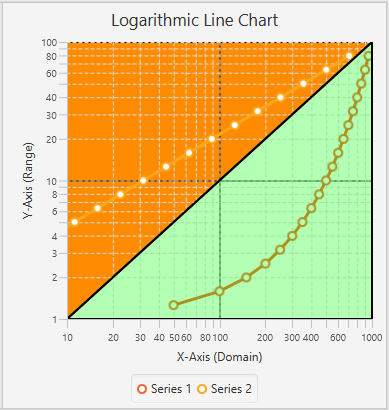 Logarithmic Line Chart
100
80
60
40
30
20
10
8
6
4
3
2
1
Y-Axis (Range)
10 20 30 40 50 60 80 100 200 300 400 600 1000
X-Axis (Domain)
Series 1 Series 2